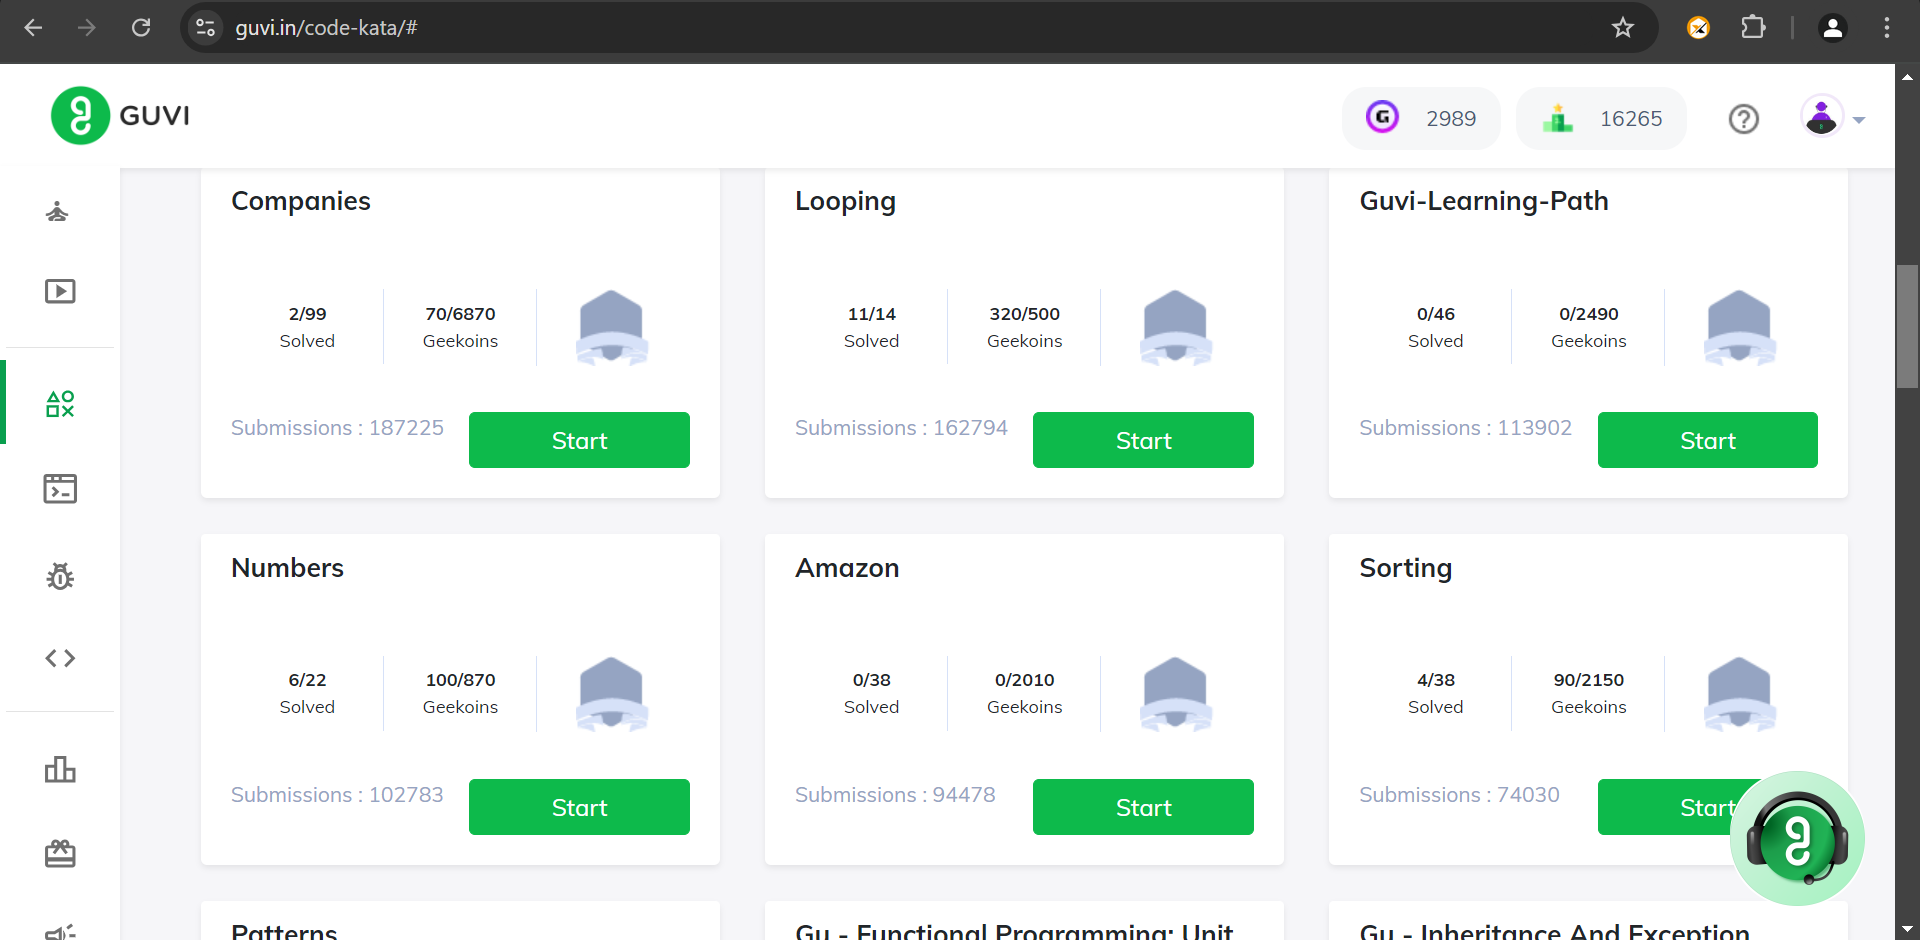 guvi.in/code-kata/#
GUVI
G 2989 16265
Companies
2/99 70/6870
Solved Geekoins
Submissions : 187225 Start
Looping
11/14 320/500
Solved Geekoins
Submissions : 162794 Start
Guvi-Learning-Path
0/46 0/2490
Solved Geekoins
Submissions : 113902 Start
Numbers
6/22 100/870
Solved Geekoins
Submissions : 102783 Start
Amazon
0/38 0/2010
Solved Geekoins
Submissions : 94478 Start
Sorting
4/38 90/2150
Solved Geekoins
Submissions : 74030 Start
Patterns
Gu - Functional Programming: Unit
Gu - Inheritance And Exception